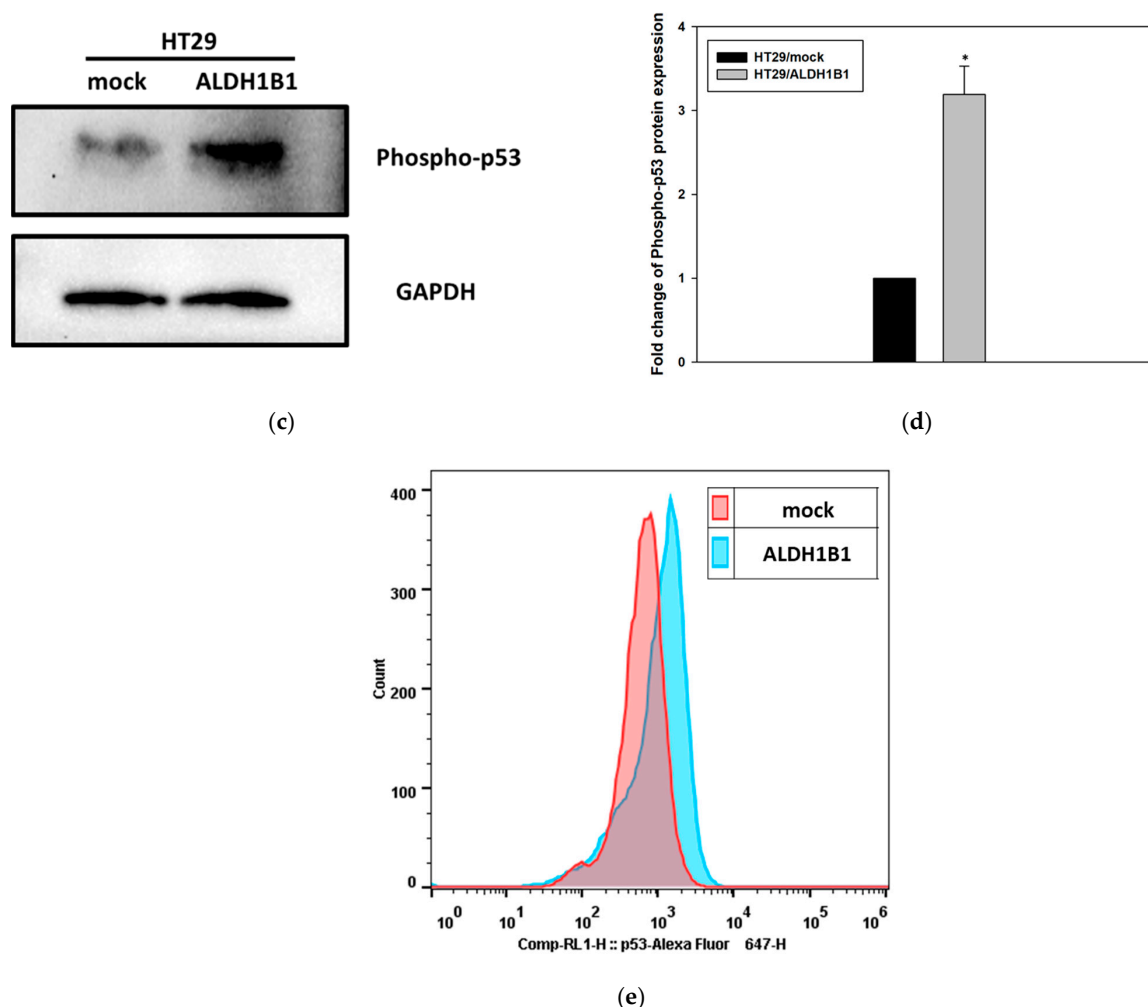 HT29
mock ALDH1B1
Phospho-p53
GAPDH
(c)
Fold change of Phospho-p53 protein expression
4
3
2
1
0
HT29/mock
HT29/ALDH1B1
*
(d)
Count
400
300
200
100
0
mock
ALDH1B1
10^0 10^1 10^2 10^3 10^4 10^5 10^6
Comp-RL1-H :: p53-Alexa Fluor 647-H
(e)